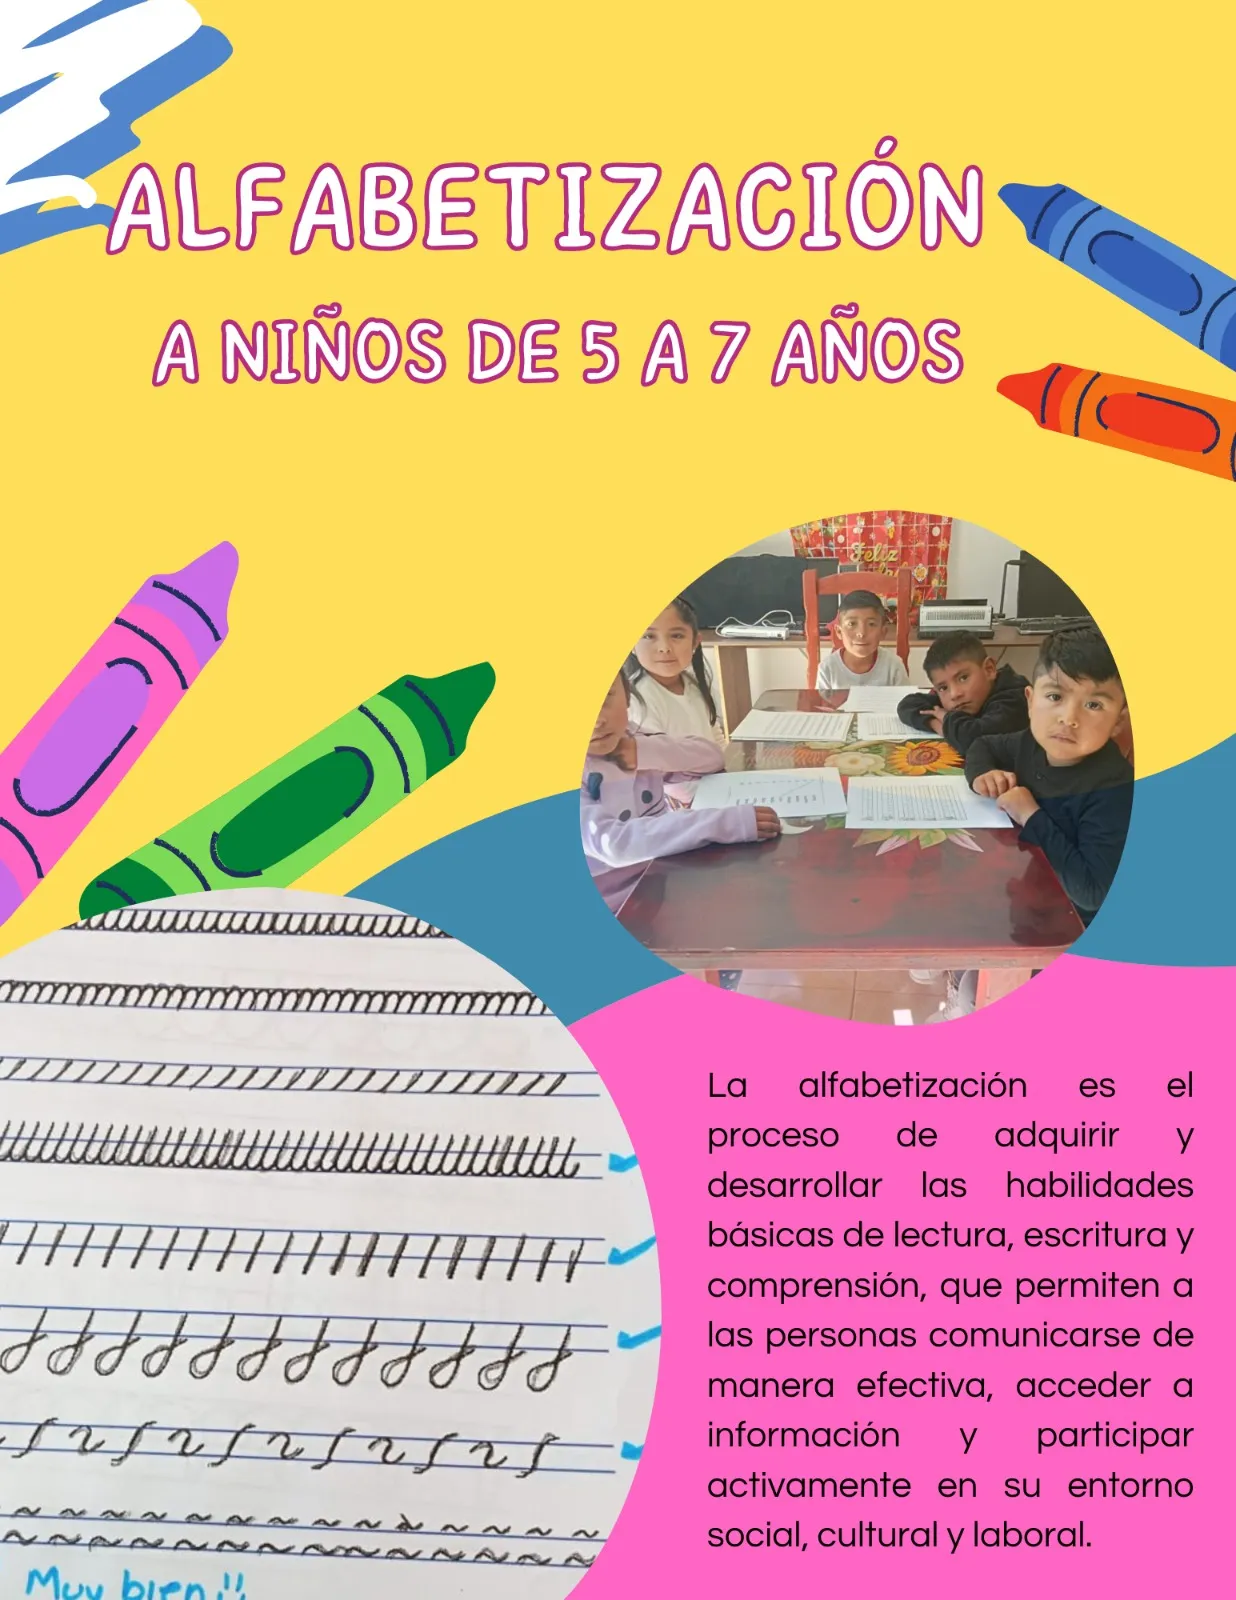 ALFABETIZACIÓN
A NIÑOS DE 5 A 7 AÑOS
Feliz
La alfabetización es el
proceso de adquirir y
desarrollar las habilidades
básicas de lectura, escritura y
comprensión, que permiten a
las personas comunicarse de
manera efectiva, acceder a
información y participar
activamente en su entorno
social, cultural y laboral.
Muy bien!!